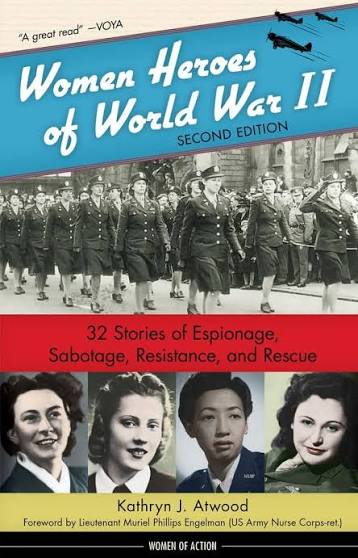 "A great read" —VOYA
Women Heroes
of World War II
SECOND EDITION
32 Stories of Espionage,
Sabotage, Resistance, and Rescue
Kathryn J. Atwood
Foreword by Lieutenant Muriel Phillips Engelman (US Army Nurse Corps-ret.)
WOMEN OF ACTION